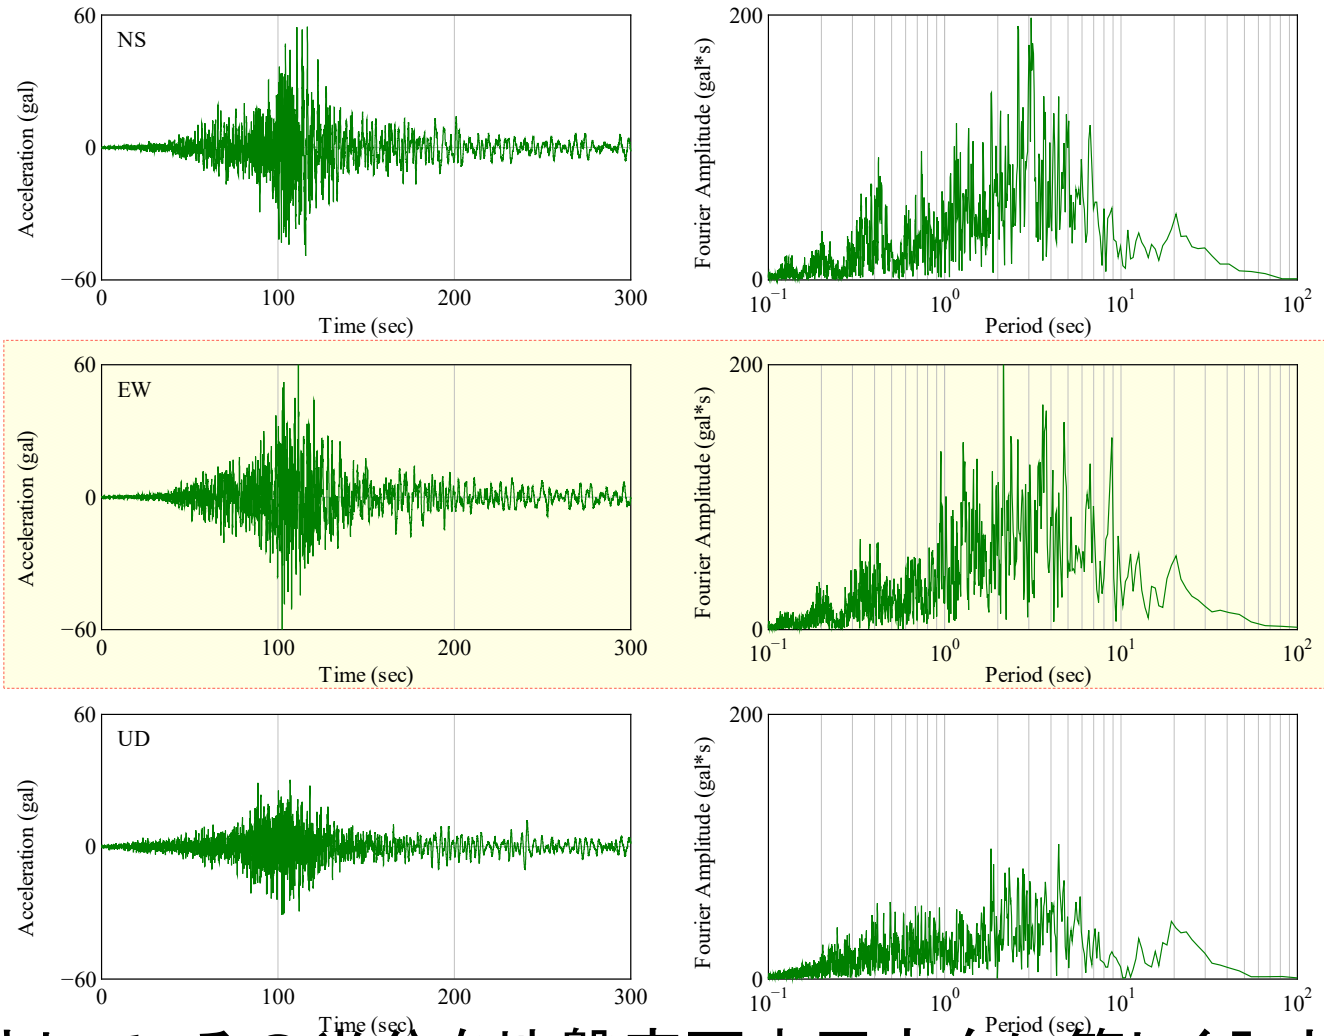 60
NS
Acceleration (gal)
0
−60
0 100 200 300
Time (sec)
200
Fourier Amplitude (gal*s)
0
10⁻¹ 10⁰ 10¹ 10²
Period (sec)
60
EW
Acceleration (gal)
0
−60
0 100 200 300
Time (sec)
200
Fourier Amplitude (gal*s)
0
10⁻¹ 10⁰ 10¹ 10²
Period (sec)
60
UD
Acceleration (gal)
0
−60
0 100 200 300
Time (sec)
200
Fourier Amplitude (gal*s)
0
10⁻¹ 10⁰ 10¹ 10²
Period (sec)